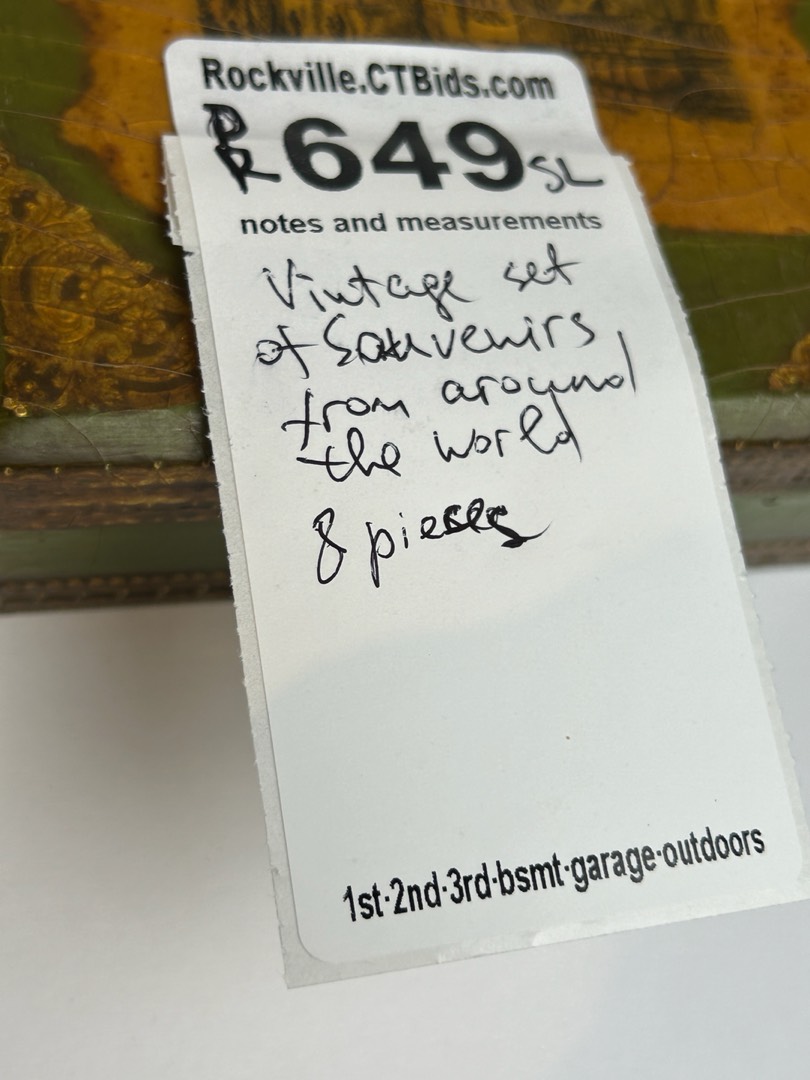 Rockville.CTBids.com
649 SL
notes and measurements
Vintage set
of Souvenirs
from around
the world
8 pieses
1st·2nd·3rd·bsmt·garage·outdoors